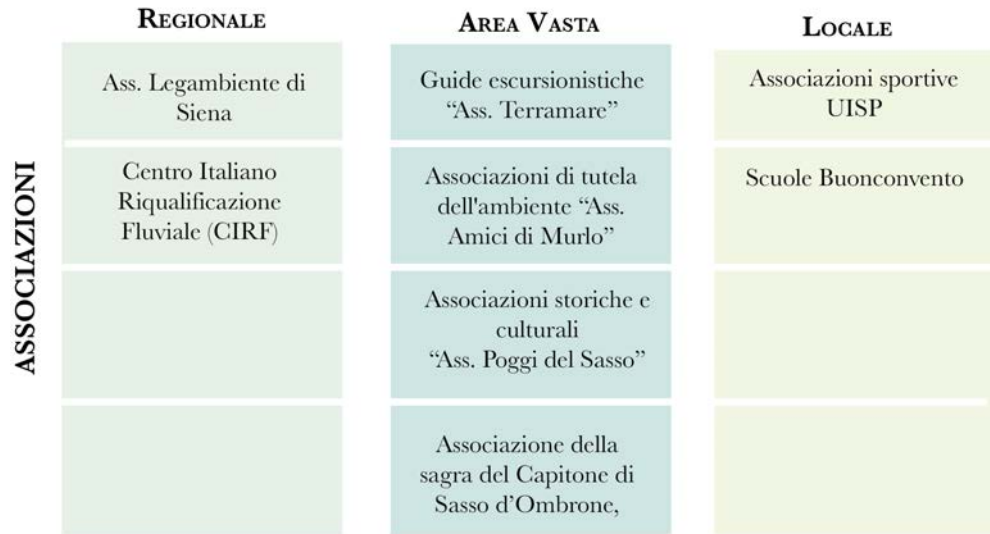 REGIONALE
AREA VASTA
LOCALE
ASSOCIAZIONI
Ass. Legambiente di
Siena
Guide escursionistiche
“Ass. Terramare”
Associazioni sportive
UISP
Centro Italiano
Riqualificazione
Fluviale (CIRF)
Associazioni di tutela
dell'ambiente “Ass.
Amici di Murlo”
Scuole Buonconvento
Associazioni storiche e
culturali
“Ass. Poggi del Sasso”
Associazione della
sagra del Capitone di
Sasso d’Ombrone,